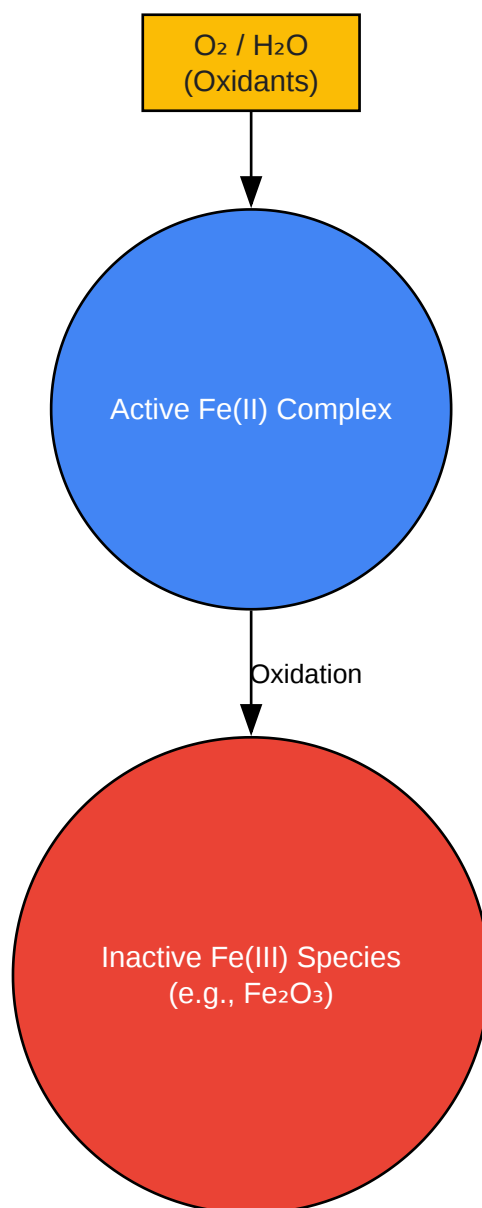 O₂ / H₂O
(Oxidants)
Active Fe(II) Complex
Oxidation
Inactive Fe(III) Species
(e.g., Fe₂O₃)